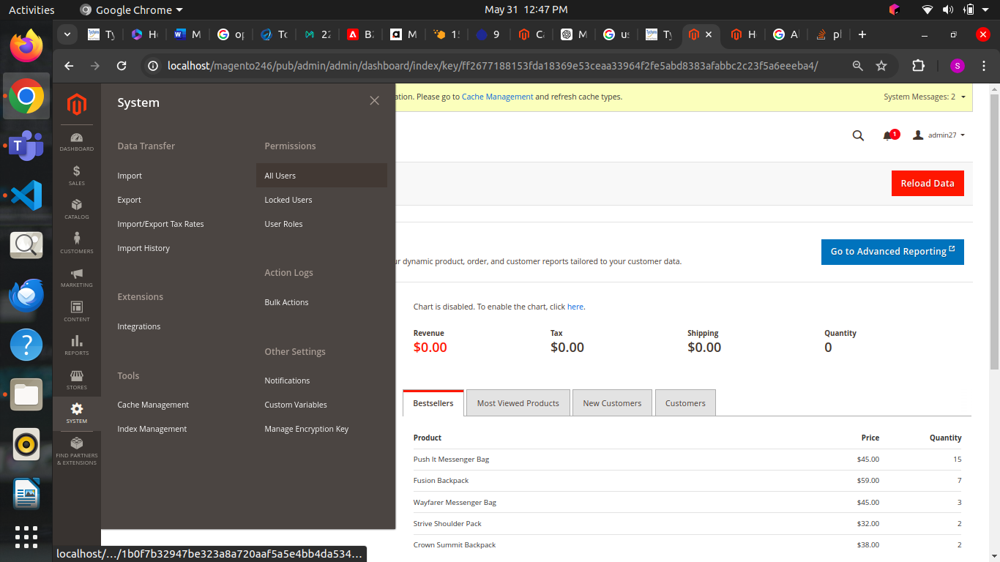 Activities
Google Chrome
May 31 12:47 PM
Ty
H
M
op
To
22
B
M
1
9
C
M
us
Ty
H
A
pl
localhost/magento246/pub/admin/admin/dashboard/index/key/ff2677188153fda18369e53ceaa33964f2fe5abd8383afabbc2c23f5a6eeeba4/
S
System
ation. Please go to Cache Management and refresh cache types.
System Messages: 2
1
admin27
Reload Data
ur dynamic product, order, and customer reports tailored to your customer data.
Go to Advanced Reporting
DASHBOARD
SALES
CATALOG
CUSTOMERS
MARKETING
CONTENT
REPORTS
STORES
SYSTEM
FIND PARTNERS
& EXTENSIONS
Data Transfer
Import
Export
Import/Export Tax Rates
Import History
Extensions
Integrations
Tools
Cache Management
Index Management
Permissions
All Users
Locked Users
User Roles
Action Logs
Bulk Actions
Other Settings
Notifications
Custom Variables
Manage Encryption Key
Chart is disabled. To enable the chart, click here.
Revenue Tax Shipping Quantity
$0.00 $0.00 $0.00 0
Bestsellers Most Viewed Products New Customers Customers
Product Price Quantity
Push It Messenger Bag $45.00 15
Fusion Backpack $59.00 7
Wayfarer Messenger Bag $45.00 3
Strive Shoulder Pack $32.00 2
Crown Summit Backpack $38.00 2
localhost/…/1b0f7b32947be323a8a720aaf5a5e4bb4da534…